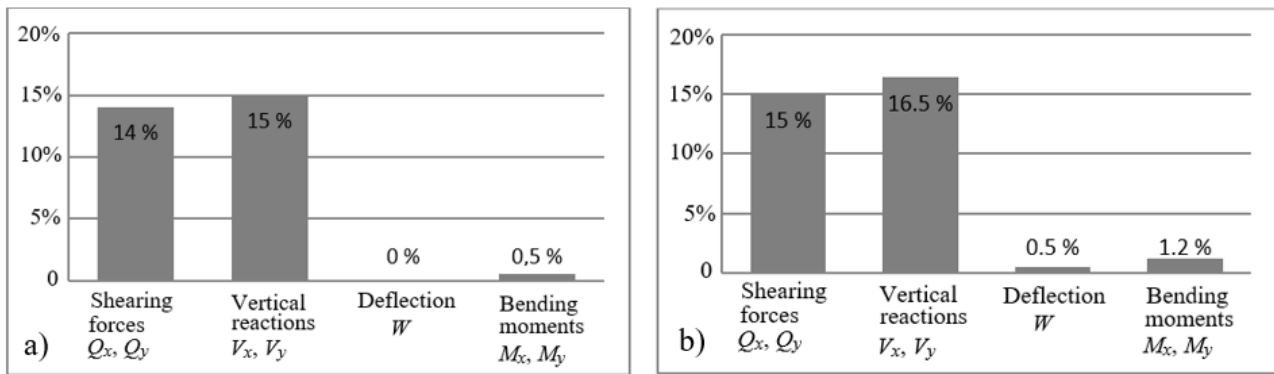 20%
15%
10%
5%
0
14 %
15 %
0 %
0,5 %
Shearing
forces
Qx, Qy
Vertical
reactions
Vx, Vy
Deflection
W
Bending
moments
Mx, My
a)
20%
15%
10%
5%
0
15 %
16.5 %
0.5 %
1.2 %
Shearing
forces
Qx, Qy
Vertical
reactions
Vx, Vy
Deflection
W
Bending
moments
Mx, My
b)